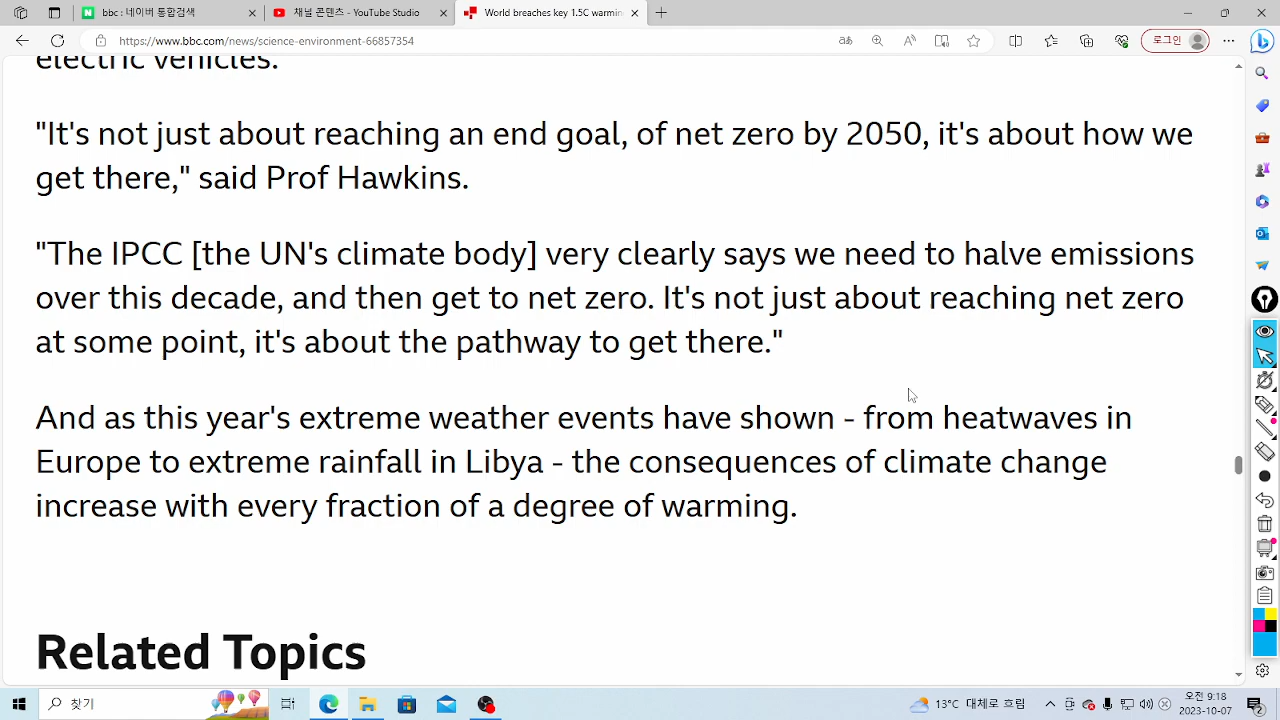 bbc : 네이버 통합검색
채널 콘텐츠 - YouTube Studio
World breaches key 1.5C warmin
https://www.bbc.com/news/science-environment-66857354
로그인
electric vehicles.
"It's not just about reaching an end goal, of net zero by 2050, it's about how we
get there," said Prof Hawkins.
"The IPCC [the UN's climate body] very clearly says we need to halve emissions
over this decade, and then get to net zero. It's not just about reaching net zero
at some point, it's about the pathway to get there."
And as this year's extreme weather events have shown - from heatwaves in
Europe to extreme rainfall in Libya - the consequences of climate change
increase with every fraction of a degree of warming.
Related Topics
찾기
13°C 대체로 흐림
오전 9:18
2023-10-07